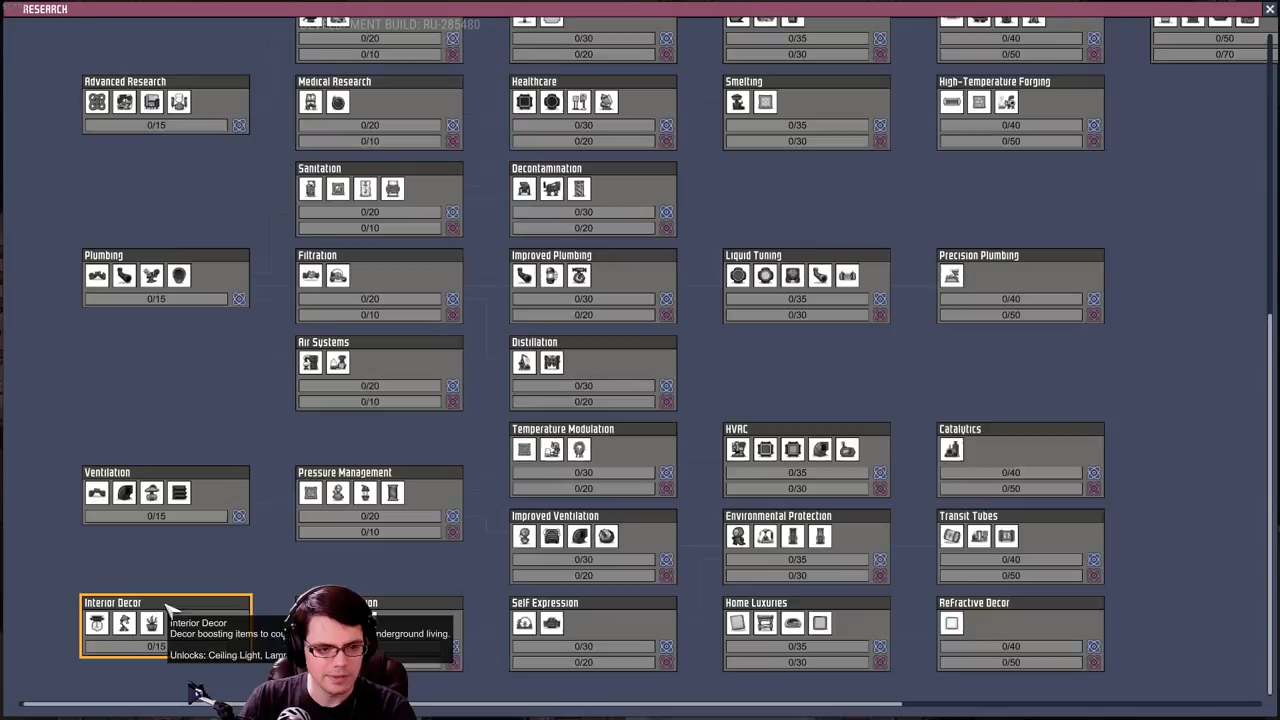 RESEARCH
DEVELOPMENT BUILD: RU-285480
0/20
0/10
0/30
0/20
0/35
0/30
0/40
0/50
0/50
0/70
Advanced Research
0/15
Medical Research
0/20
0/10
Healthcare
0/30
0/20
Smelting
0/35
0/30
High-Temperature Forging
0/40
0/50
Sanitation
0/20
0/10
Decontamination
0/30
0/20
Plumbing
0/15
Filtration
0/20
0/10
Improved Plumbing
0/30
0/20
Liquid Tuning
0/35
0/30
Precision Plumbing
0/40
0/50
Air Systems
0/20
0/10
Distillation
0/30
0/20
Temperature Modulation
0/30
0/20
HVAC
0/35
0/30
Catalytics
0/40
0/50
Ventilation
0/15
Pressure Management
0/20
0/10
Improved Ventilation
0/30
0/20
Environmental Protection
0/35
0/30
Transit Tubes
0/40
0/50
Interior Decor
0/15
Interior Decor
Decor boosting items to cou
nderground living.
Unlocks: Ceiling Light, Lam
Self Expression
0/30
0/20
Home Luxuries
0/35
0/30
Refractive Decor
0/40
0/50